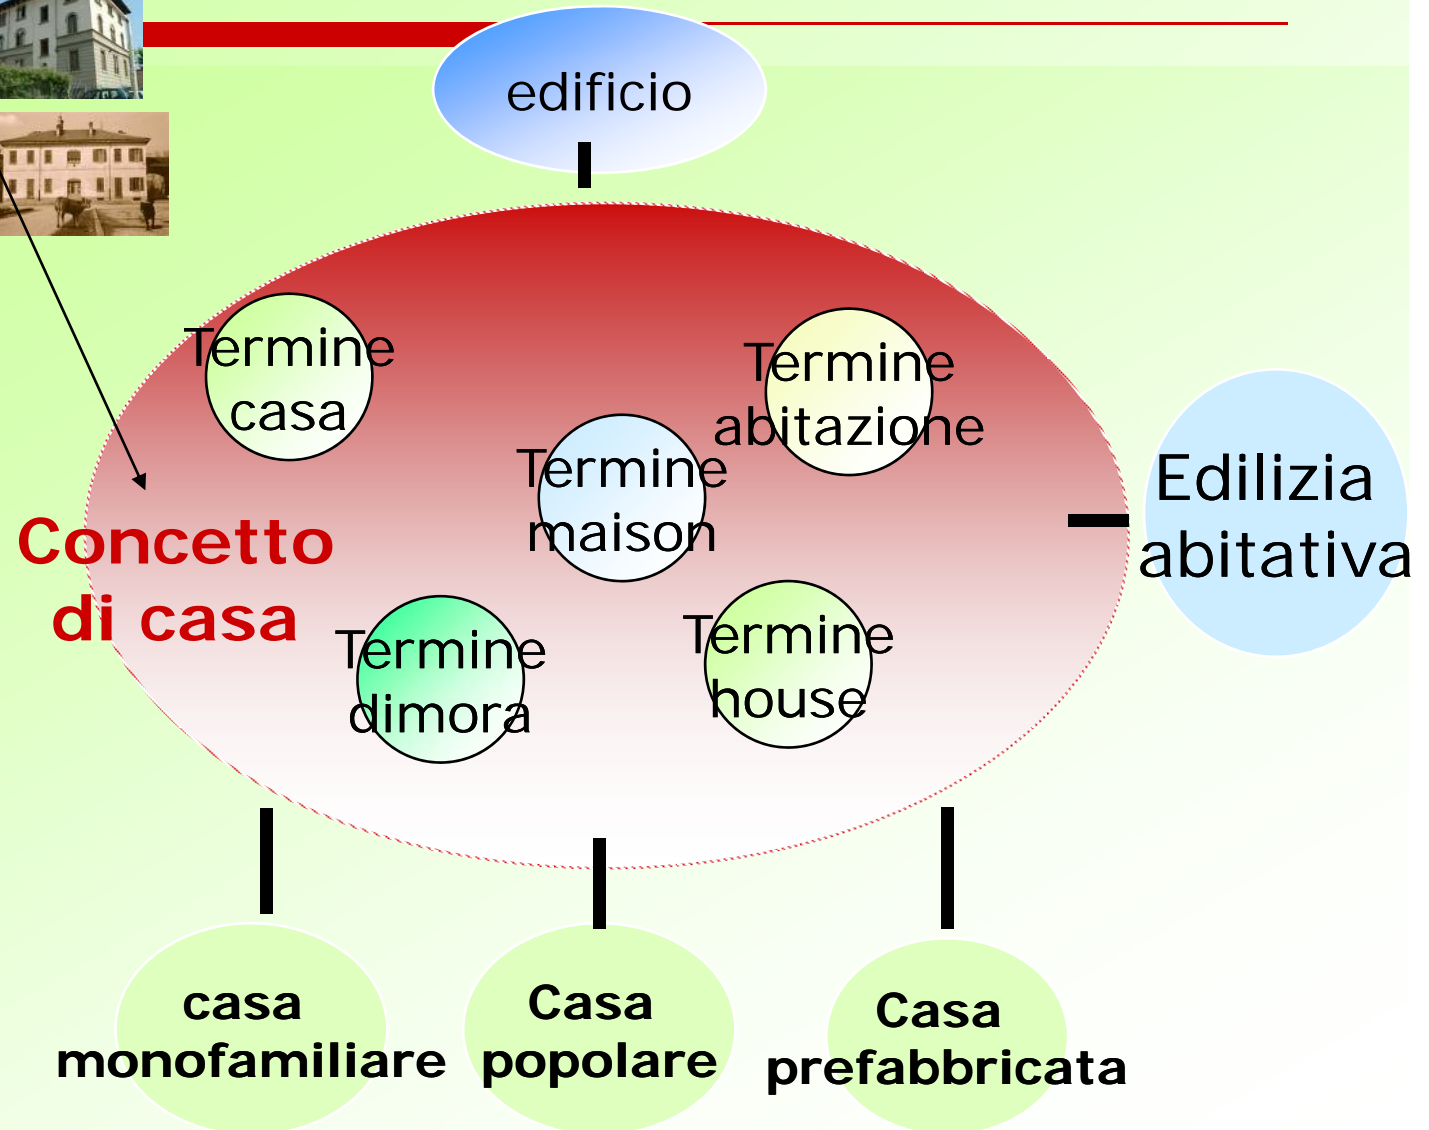 edificio
Termine
casa
Termine
abitazione
Termine
maison
Edilizia
abitativa
Concetto
di casa
Termine
dimora
Termine
house
casa
monofamiliare
Casa
popolare
Casa
prefabbricata